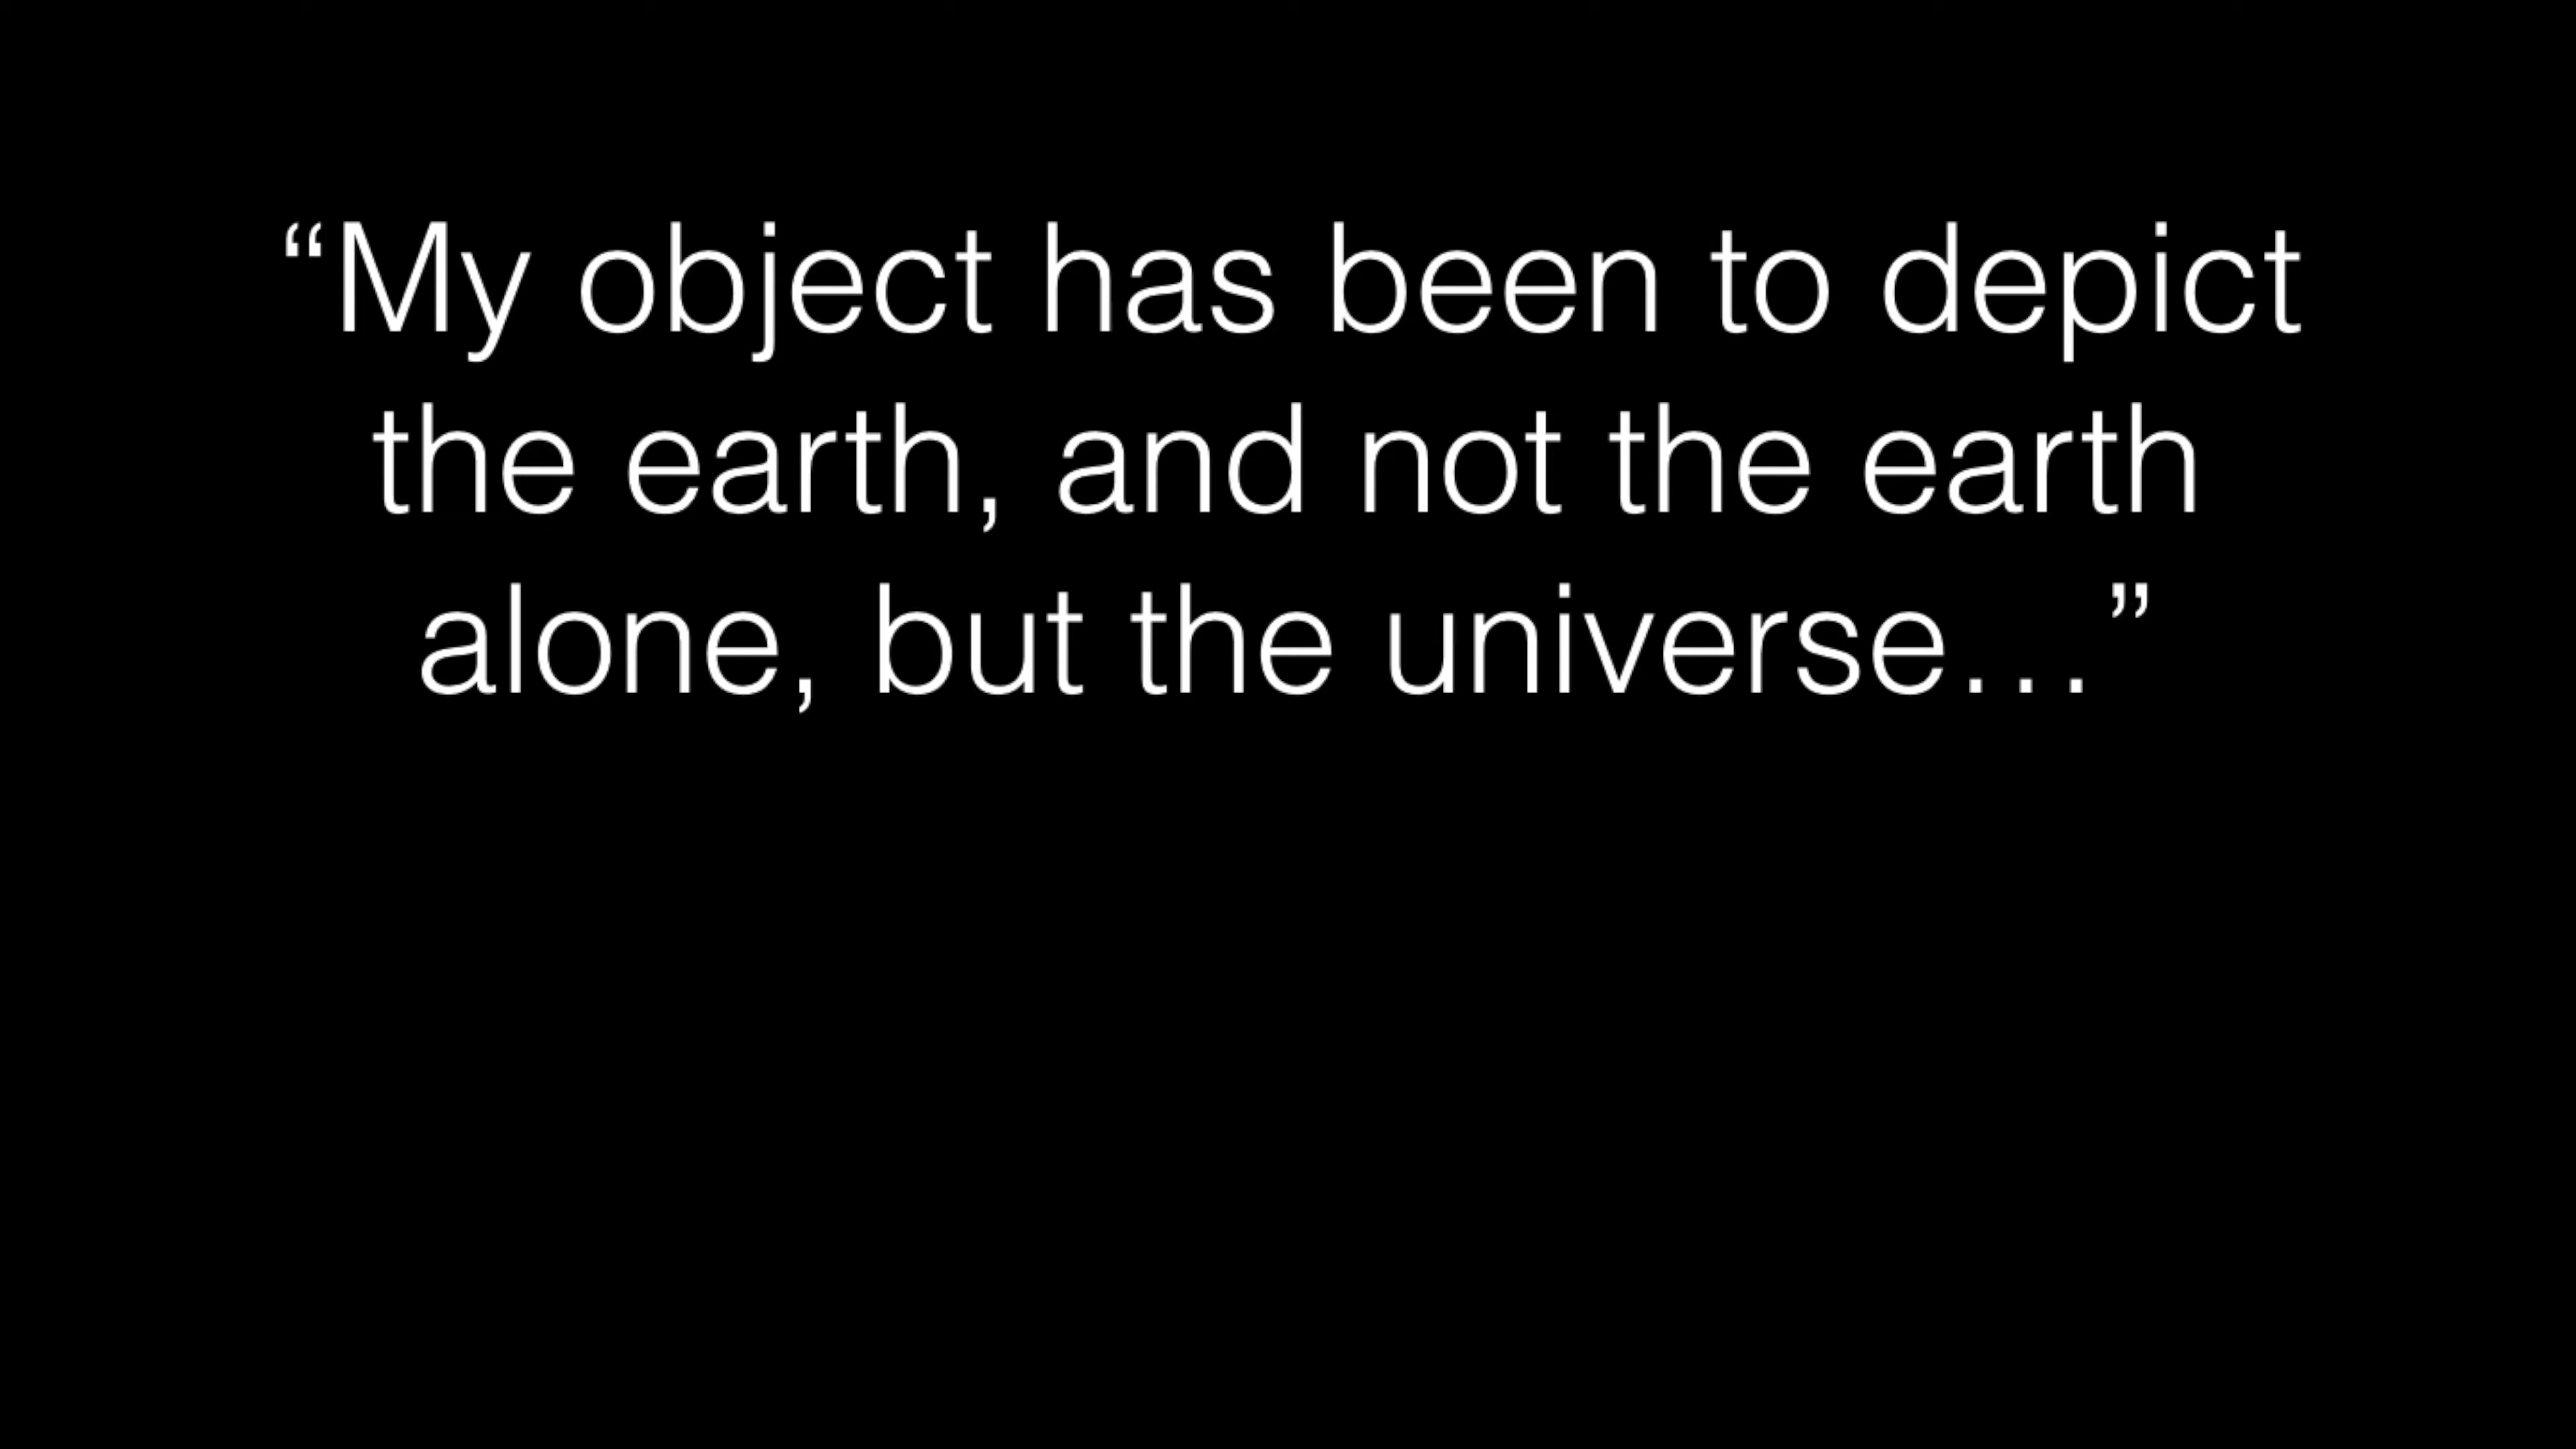 “My object has been to depict
the earth, and not the earth
alone, but the universe…”